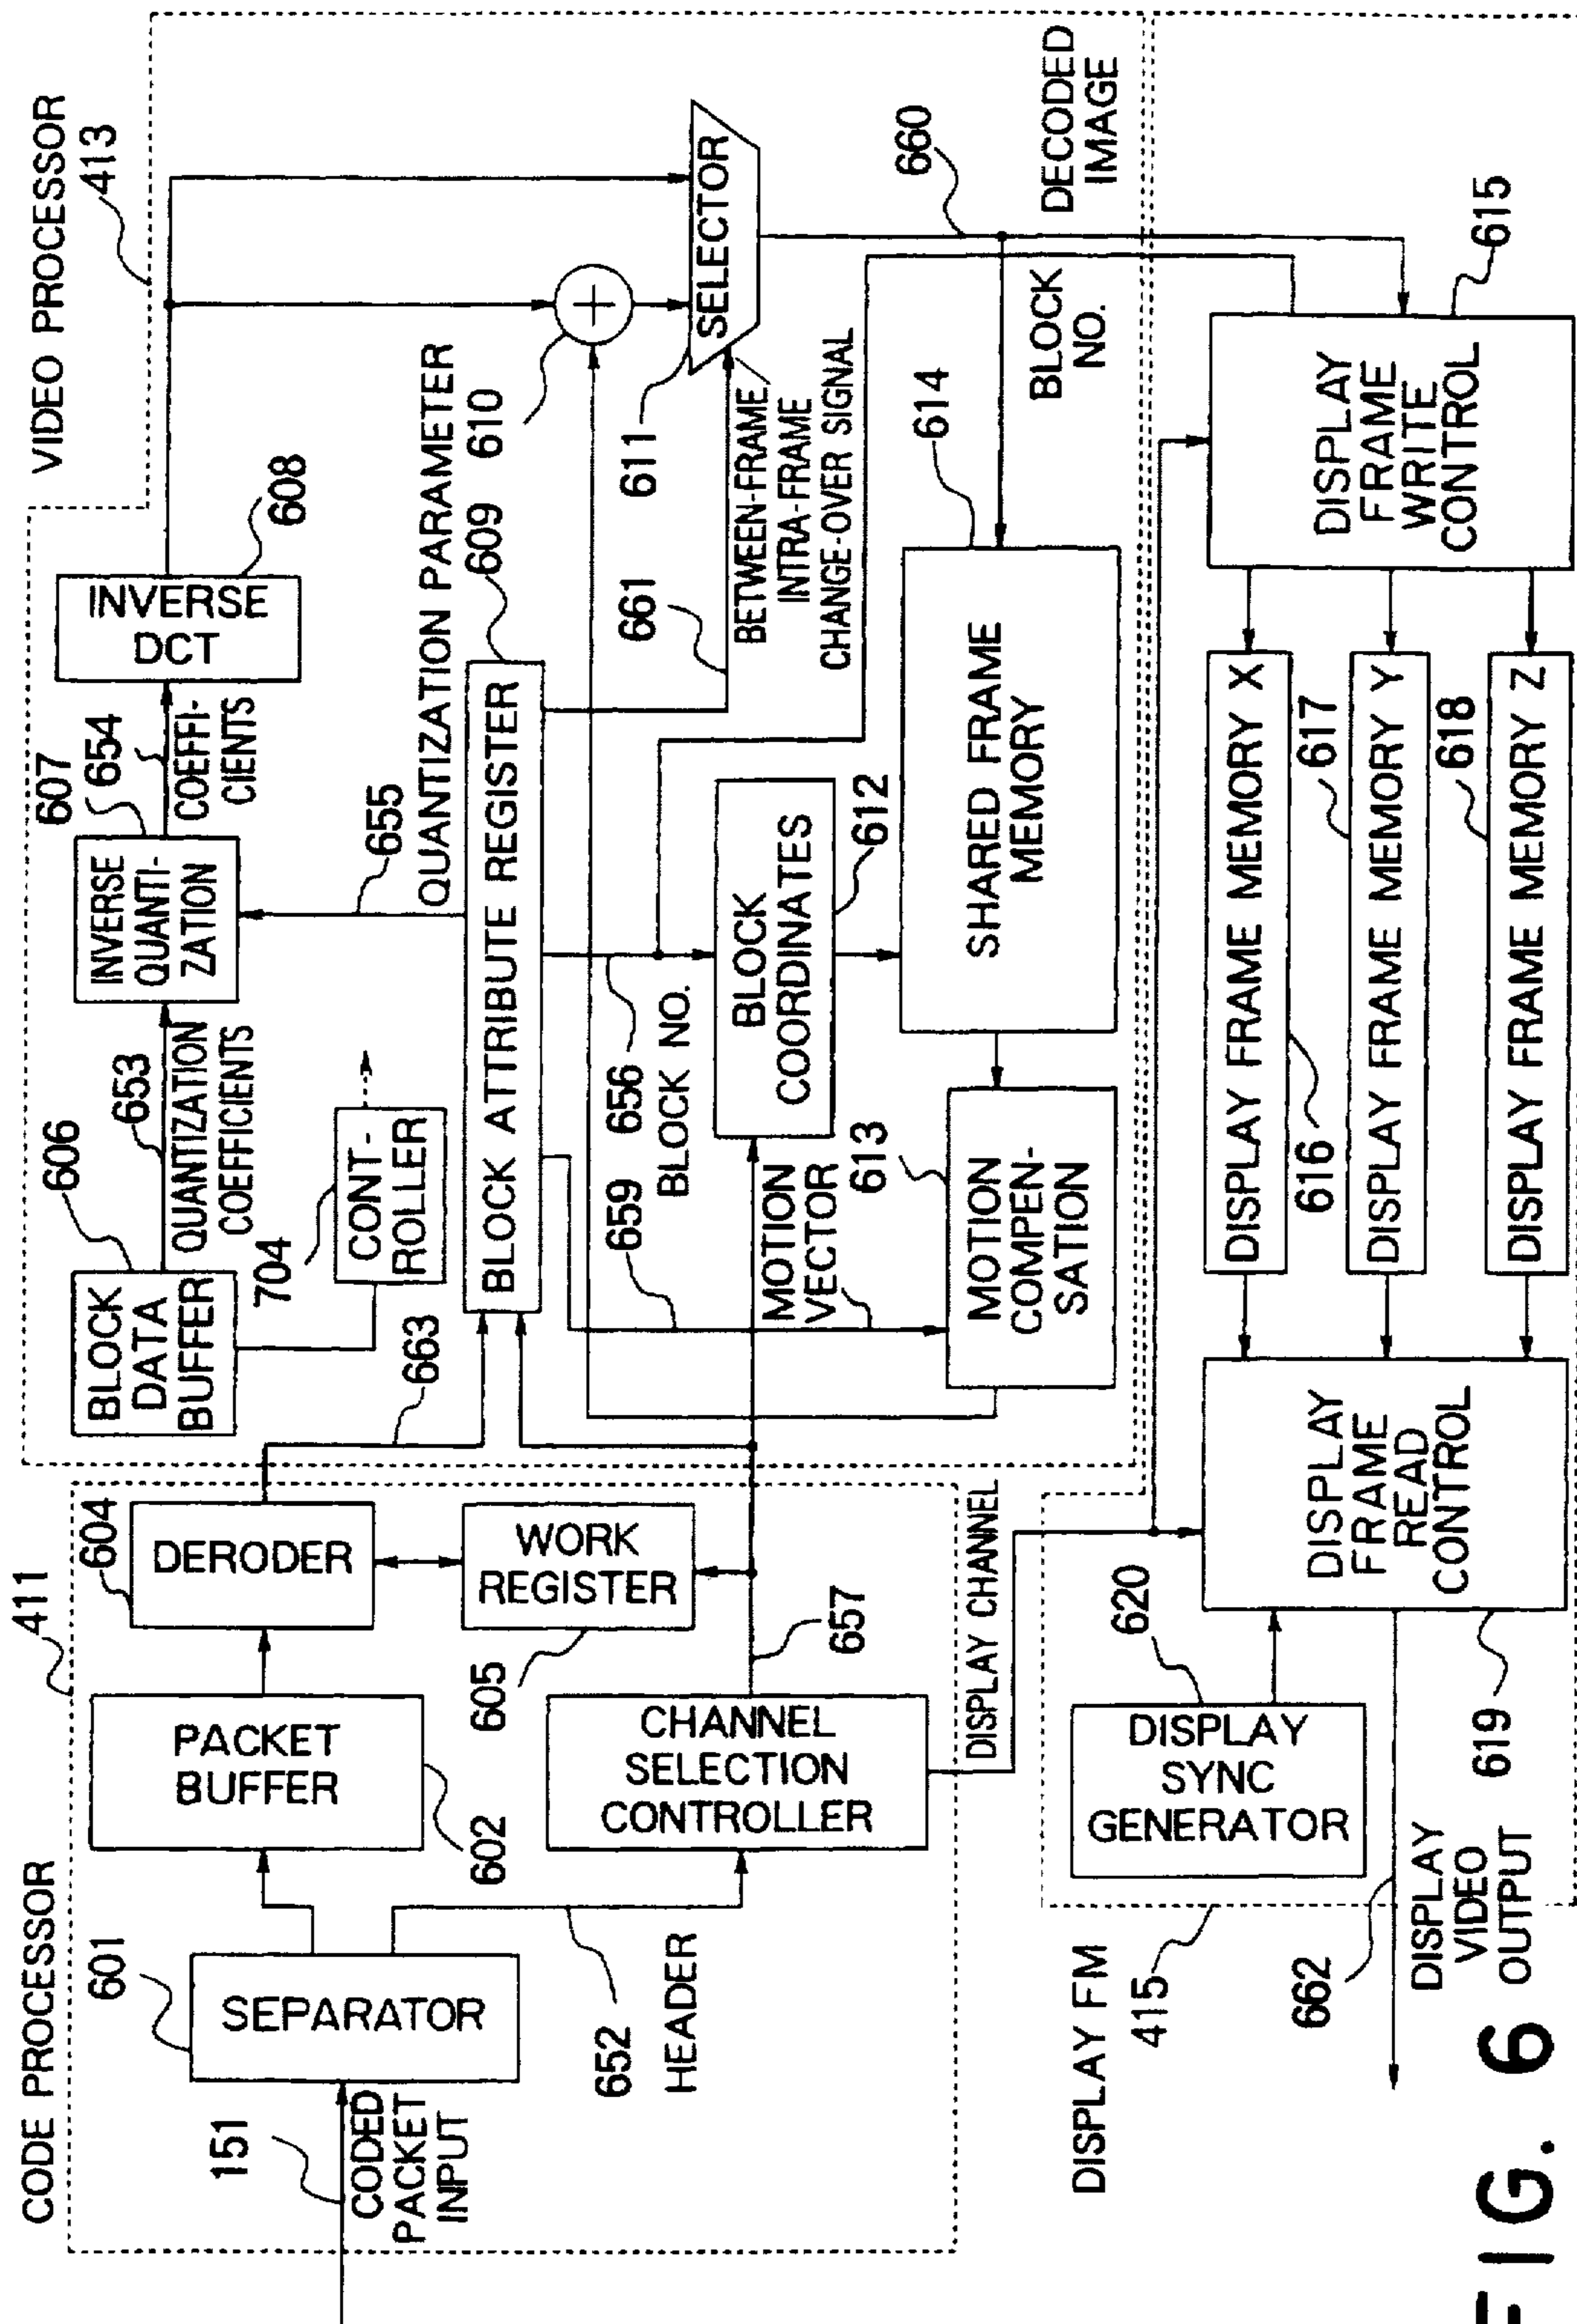 CODE PROCESSOR
411
VIDEO PROCESSOR
413
151
CODED
PACKET
INPUT
601
SEPARATOR
652
HEADER
PACKET
BUFFER
602
604
DERODER
WORK
REGISTER
605
CHANNEL
SELECTION
CONTROLLER
657
DISPLAY CHANNEL
663
606
BLOCK
DATA
BUFFER
653
QUANTIZATION
COEFFICIENTS
704
CONT-
ROLLER
607
INVERSE
QUANTI-
ZATION
654
COEFFI-
CIENTS
655
QUANTIZATION PARAMETER
INVERSE
DCT
608
609
BLOCK ATTRIBUTE REGISTER
610
+
611
SELECTOR
661
BETWEEN-FRAME
INTRA-FRAME
CHANGE-OVER SIGNAL
659
MOTION
VECTOR
656
BLOCK NO.
BLOCK
COORDINATES
612
613
MOTION
COMPEN-
SATION
614
SHARED FRAME
MEMORY
660
DECODED
IMAGE
BLOCK
NO.
DISPLAY FM
415
620
DISPLAY
SYNC
GENERATOR
662
DISPLAY
VIDEO
OUTPUT
DISPLAY
FRAME
READ
CONTROL
619
DISPLAY FRAME MEMORY X
616
DISPLAY FRAME MEMORY Y
617
DISPLAY FRAME MEMORY Z
618
DISPLAY
FRAME
WRITE
CONTROL
615
FIG. 6